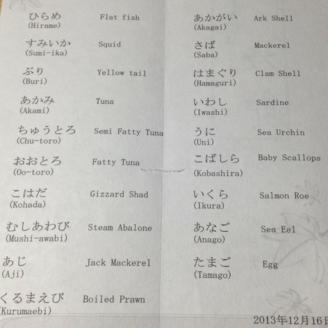 ひらめ Flat fish
(Hirame)
すみいか Squid
(Sumi-ika)
ぶり Yellow tail
(Buri)
あかみ Tuna
(Akami)
ちゅうとろ Semi Fatty Tuna
(Chu-toro)
おおとろ Fatty Tuna
(Oo-toro)
こはだ Gizzard Shad
(Kohada)
むしあわび Steam Abalone
(Mushi-awabi)
あじ Jack Mackerel
(Aji)
くるまえび Boiled Prawn
(Kurumaebi)
あかがい Ark Shell
(Akagai)
さば Mackerel
(Saba)
はまぐり Clam Shell
(Hamaguri)
いわし Sardine
(Iwashi)
うに Sea Urchin
(Uni)
こばしら Baby Scallops
(Kobashira)
いくら Salmon Roe
(Ikura)
あなご Sea Eel
(Anago)
たまご Egg
(Tamago)
2013年12月16日